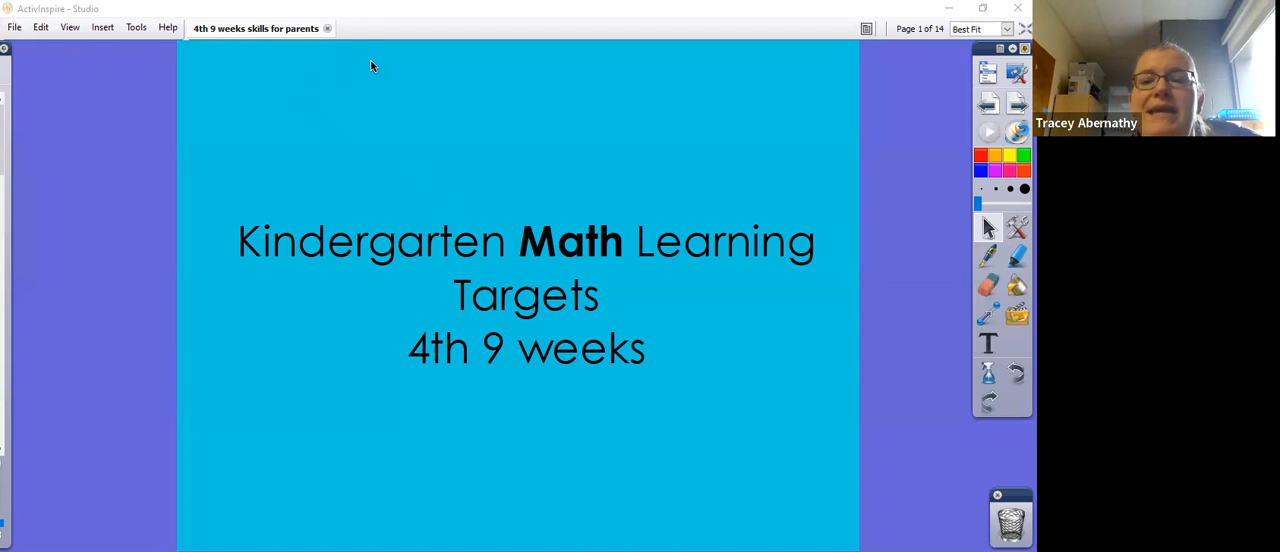 ActivInspire - Studio
File Edit View Insert Tools Help 4th 9 weeks skills for parents Page 1 of 14 Best Fit
Tracey Abernathy
Kindergarten Math Learning
Targets
4th 9 weeks
T